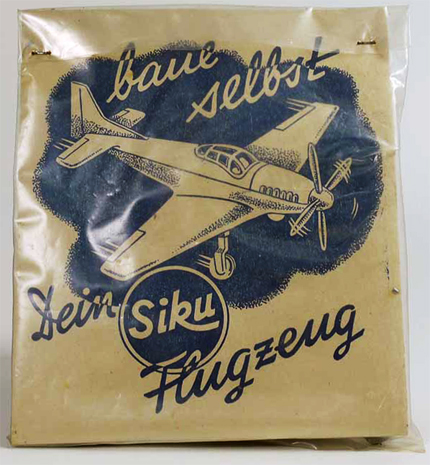 baue
selbst
Dein Siku
Flugzeug